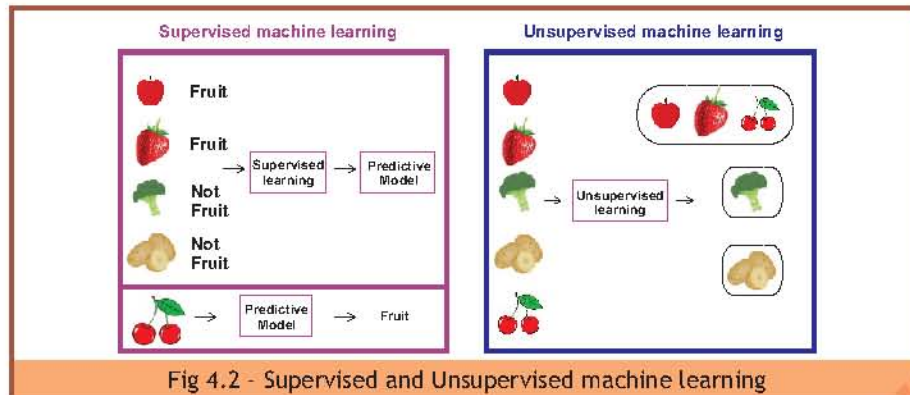 Supervised machine learning
Fruit
Fruit
Not
Fruit
Not
Fruit
Supervised
learning
Predictive
Model
Predictive
Model
Fruit
Unsupervised machine learning
Unsupervised
learning
Fig 4.2 - Supervised and Unsupervised machine learning